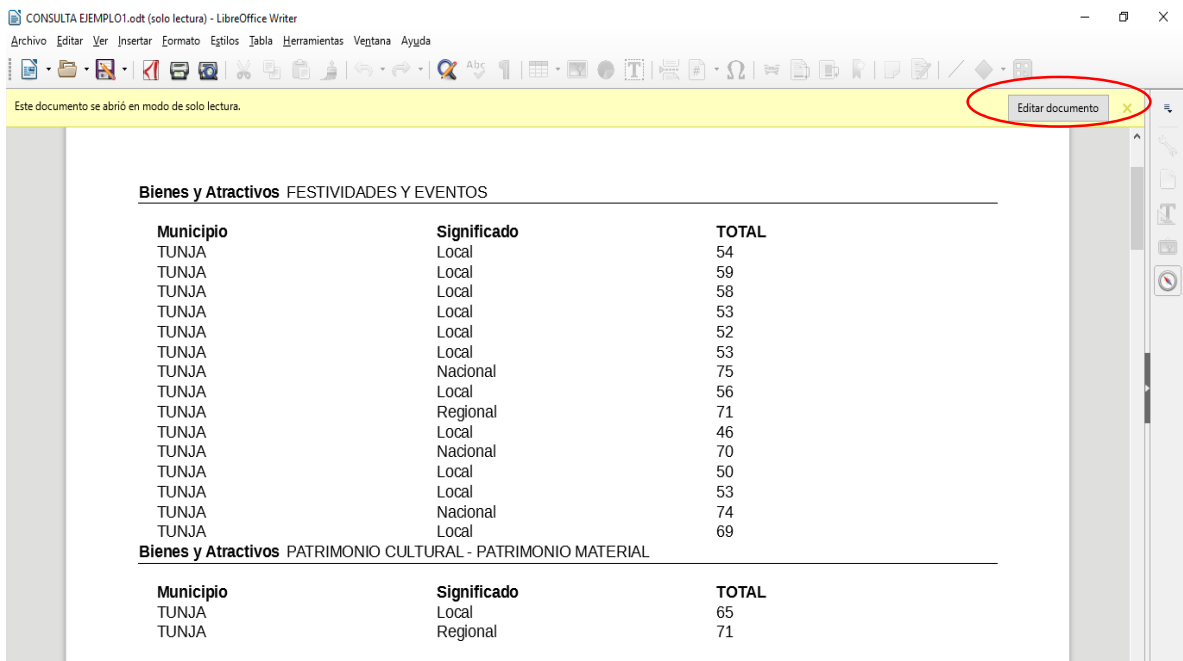 CONSULTA EJEMPLO1.odt (solo lectura) - LibreOffice Writer
Archivo Editar Ver Insertar Formato Estilos Tabla Herramientas Ventana Ayuda
Abc
Este documento se abrió en modo de solo lectura. Editar documento
Bienes y Atractivos FESTIVIDADES Y EVENTOS
Municipio Significado TOTAL
TUNJA Local 54
TUNJA Local 59
TUNJA Local 58
TUNJA Local 53
TUNJA Local 52
TUNJA Local 53
TUNJA Nacional 75
TUNJA Local 56
TUNJA Regional 71
TUNJA Local 46
TUNJA Nacional 70
TUNJA Local 50
TUNJA Local 53
TUNJA Nacional 74
TUNJA Local 69
Bienes y Atractivos PATRIMONIO CULTURAL - PATRIMONIO MATERIAL
Municipio Significado TOTAL
TUNJA Local 65
TUNJA Regional 71